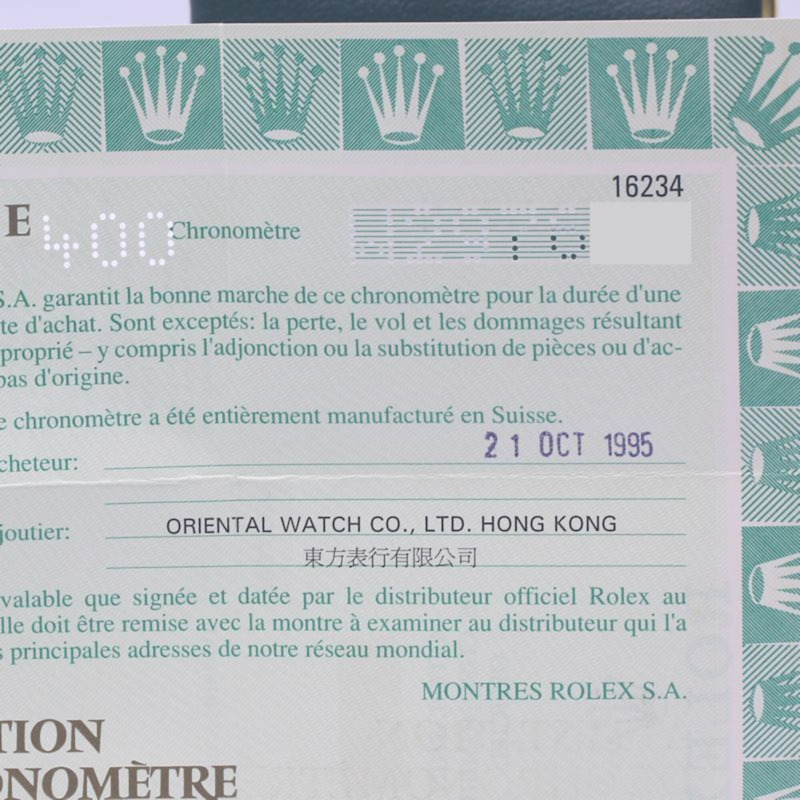 16234
E 400 Chronomètre
S.A. garantit la bonne marche de ce chronomètre pour la durée d'une
te d'achat. Sont exceptés: la perte, le vol et les dommages résultant
proprié – y compris l'adjonction ou la substitution de pièces ou d'ac-
pas d'origine.
e chronomètre a été entièrement manufacturé en Suisse.
21 OCT 1995
cheteur:
joutier: ORIENTAL WATCH CO., LTD. HONG KONG
東方表行有限公司
valable que signée et datée par le distributeur officiel Rolex au
lle doit être remise avec la montre à examiner au distributeur qui l'a
s principales adresses de notre réseau mondial.
MONTRES ROLEX S.A.
TION
ONOMÈTRE